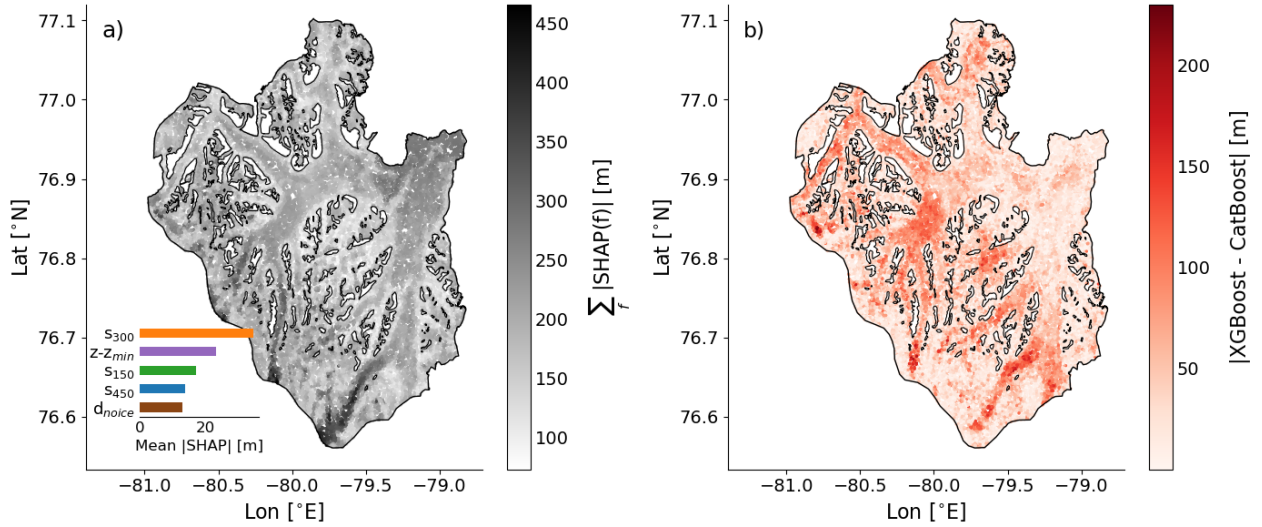 a)
77.1
77.0
76.9
76.8
76.7
76.6
Lat [°N]
−81.0
−80.5
−80.0
−79.5
−79.0
Lon [°E]
s300
z-zmin
s150
s450
dnoice
0
20
Mean |SHAP| [m]
450
400
350
300
250
200
150
100
∑f |SHAP(f)| [m]
b)
77.1
77.0
76.9
76.8
76.7
76.6
Lat [°N]
−81.0
−80.5
−80.0
−79.5
−79.0
Lon [°E]
200
150
100
50
|XGBoost - CatBoost| [m]